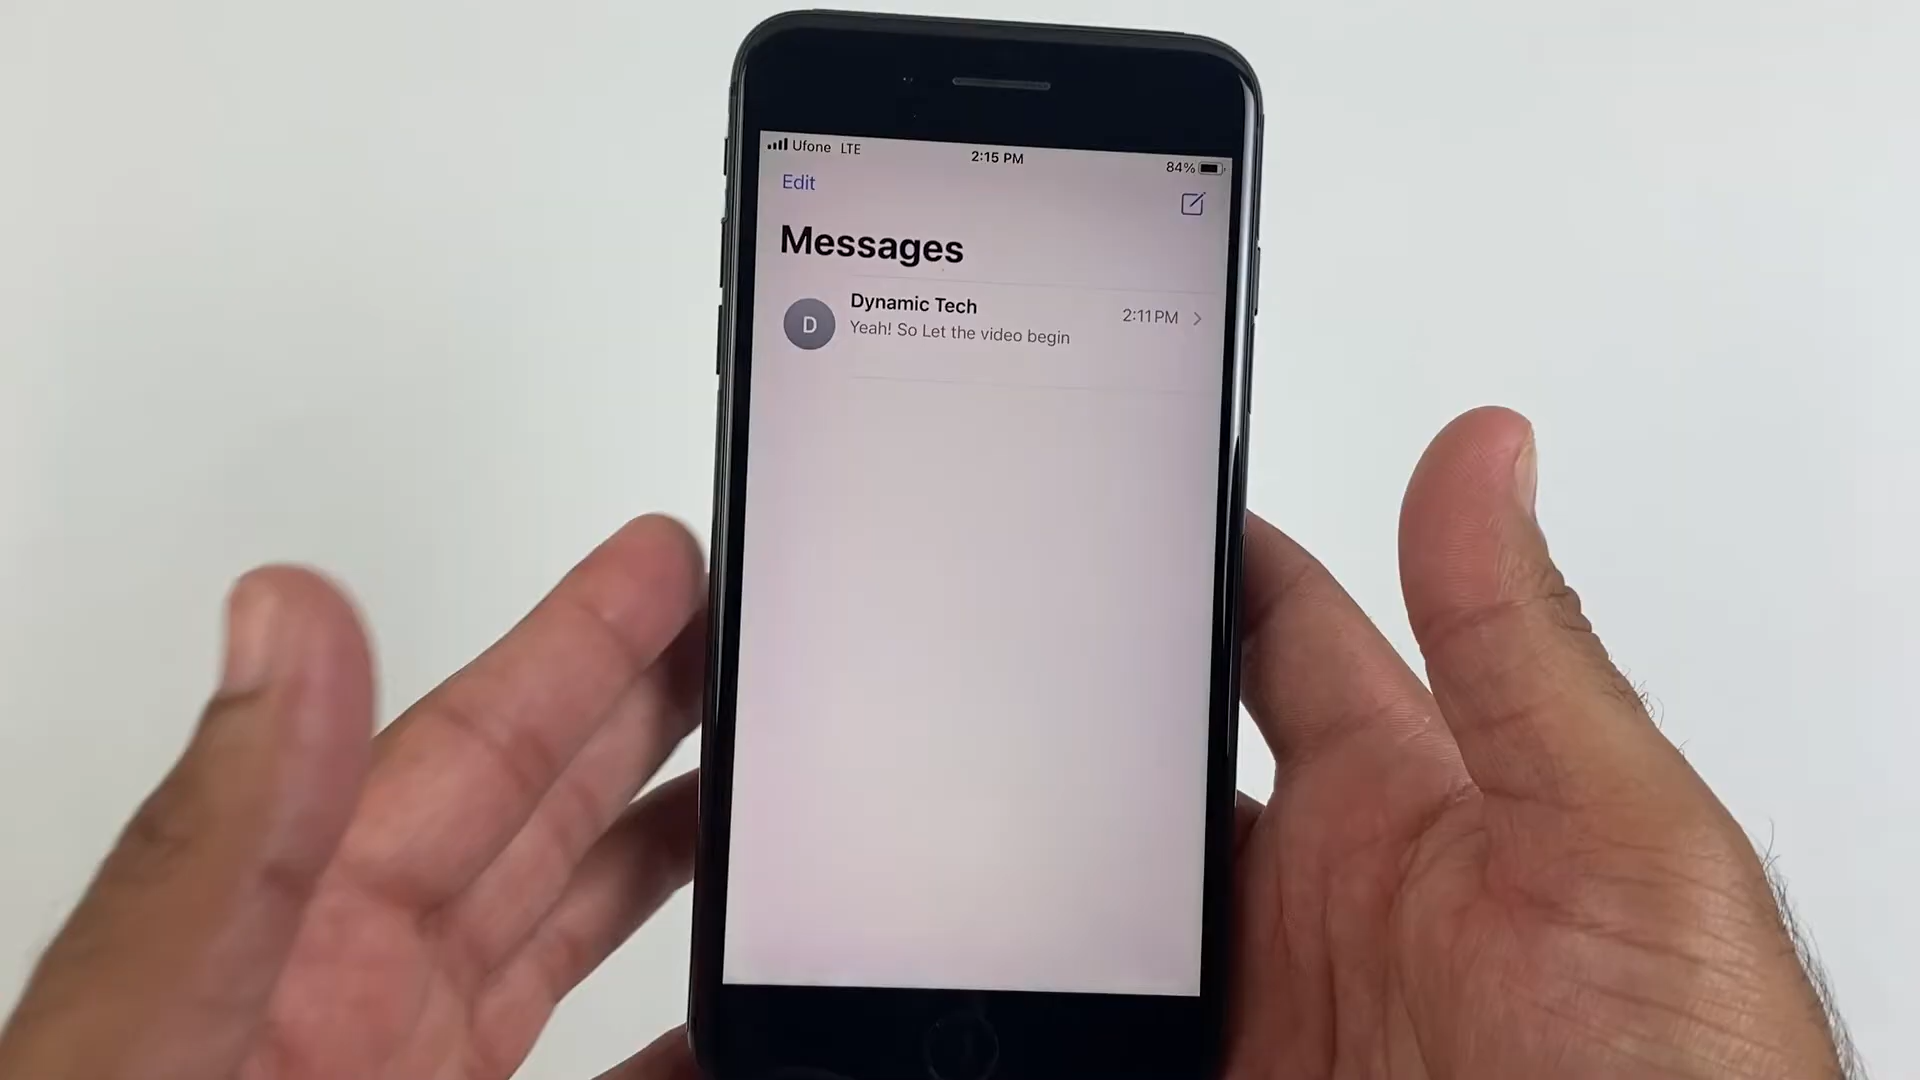 Ufone LTE 2:15 PM 84%
Edit
Messages
D Dynamic Tech 2:11 PM
Yeah! So Let the video begin